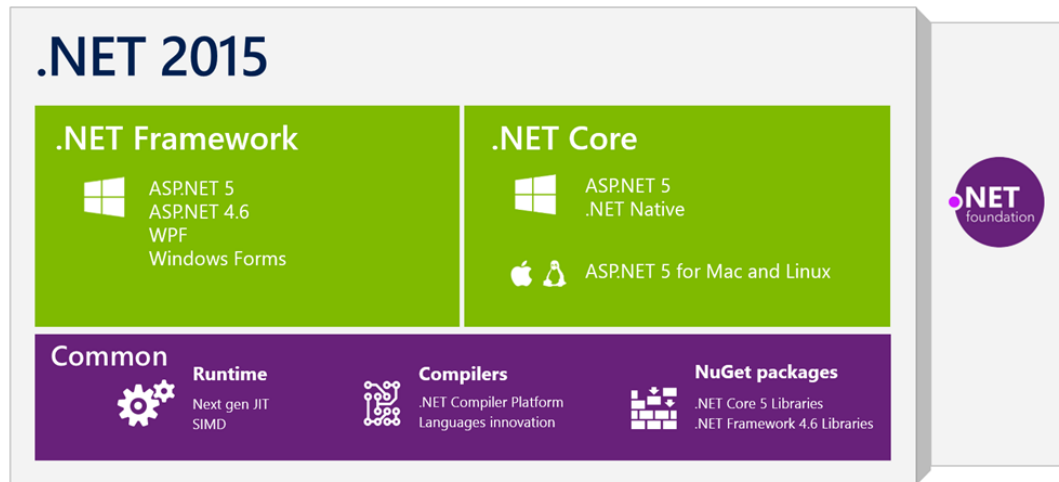 .NET 2015
.NET Framework
ASP.NET 5
ASP.NET 4.6
WPF
Windows Forms
.NET Core
ASP.NET 5
.NET Native
ASP.NET 5 for Mac and Linux
Common
Runtime
Next gen JIT
SIMD
Compilers
.NET Compiler Platform
Languages innovation
NuGet packages
.NET Core 5 Libraries
.NET Framework 4.6 Libraries
.NET
foundation